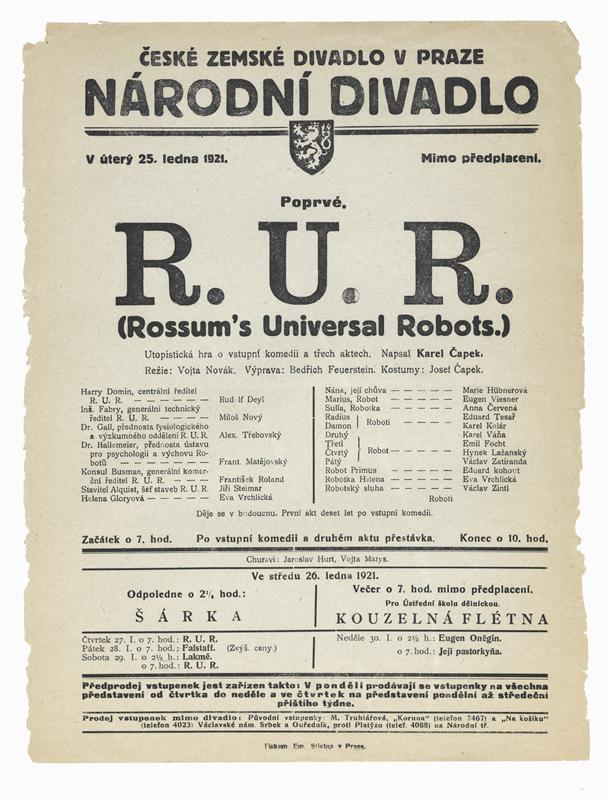 ČESKÉ ZEMSKÉ DIVADLO V PRAZE
NÁRODNÍ DIVADLO
V úterý 25. ledna 1921.
Mimo předplacení.
Poprvé.
R. U. R.
(Rossum's Universal Robots.)
Utopistická hra o vstupní komedii a třech aktech. Napsal Karel Čapek.
Režie: Vojta Novák. Výprava: Bedřich Feuerstein. Kostumy: Josef Čapek.
Harry Domin, centrální ředitel
R. U. R. — — — — — Rudolf Deyl
Inž. Fabry, generální technický
ředitel R. U. R. — — — Miloš Nový
Dr. Gall, přednosta fysiologického
a výzkumného oddělení R. U. R. Alex. Třebovský
Dr. Hallemeier, přednosta ústavu
pro psychologii a výchovu Ro-
botů — — — — — Frant. Matějovský
Konsul Busman, generální komer-
ční ředitel R. U. R. — — František Roland
Stavitel Alquist, šéf staveb R. U. R. Jiří Steimar
Helena Gloryová — — — Eva Vrchlická
Nána, její chůva — — — — Marie Hübnerová
Marius, Robot — — — — Eugen Viesner
Sulla, Robotka — — — — Anna Červená
Radius Eduard Tesař
Damon Roboti — — — — Karel Kolár
Druhý Karel Váňa
Třetí Emil Focht
Čtvrtý Robot — — — Hynek Lažanský
Pátý Václav Zatiranda
Robot Primus — — — — Eduard kohout
Robotka Helena — — — — Eva Vrchlická
Robotský sluha — — — — Václav Zintl
Roboti
Děje se v budoucnu. První akt deset let po vstupní komedii.
Začátek o 7. hod. Po vstupní komedii a druhém aktu přestávka. Konec o 10. hod.
Churaví: Jaroslav Hurt, Vojta Matys.
Ve středu 26. ledna 1921.
Odpoledne o 2½ hod.:
ŠÁRKA
Večer o 7. hod. mimo předplacení.
Pro Ústřední školu dělnickou.
KOUZELNÁ FLÉTNA
Čtvrtek 27. I. o 7. hod.: R. U. R.
Pátek 28. I. o 7 hod.: Falstaff. (Zvýš. ceny.)
Sobota 29. I. o 2½ h.: Lakmé.
o 7 hod.: R. U. R.
Neděle 30. I. o 2½ h.: Eugen Oněgin.
o 7 hod.: Její pastorkyňa.
Předprodej vstupenek jest zařízen takto: V pondělí prodávají se vstupenky na všechna
představení od čtvrtka do neděle a ve čtvrtek na představení pondělní až středeční
příštího týdne.
Prodej vstupenek mimo divadlo: Původní vstupenky: M. Truhlářová, „Koruna" (telefon 7467) a „Na košíku"
(telefon 4023) Václavské nám. Srbek a Ouředník, proti Platýzu (telef. 4088) na Národní tř.
Tiskem Em. Stivína v Praze.